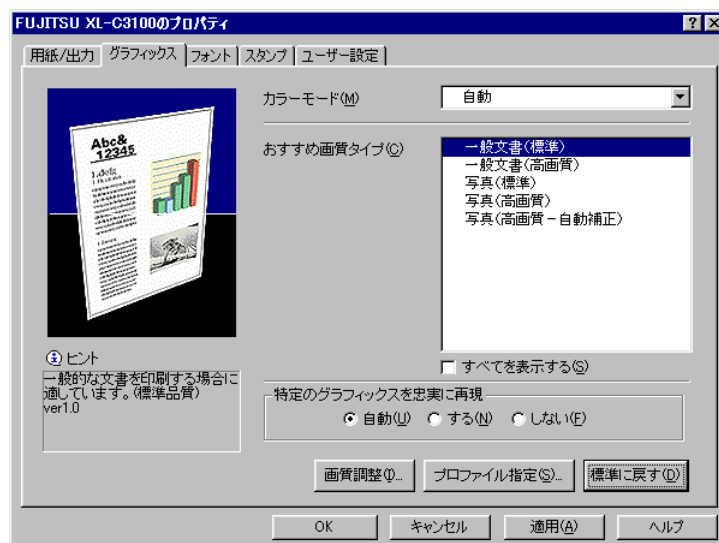 FUJITSU XL-C3100のプロパティ
用紙/出力 グラフィックス フォント スタンプ ユーザー設定
カラーモード(M) 自動
おすすめ画質タイプ(C)
一般文書(標準)
一般文書(高画質)
写真(標準)
写真(高画質)
写真(高画質－自動補正)
Abc&
12345
すべてを表示する(S)
ヒント
一般的な文書を印刷する場合に
適しています。(標準品質)
ver1.0
特定のグラフィックスを忠実に再現
自動(U) する(N) しない(F)
画質調整(I)... プロファイル指定(S)... 標準に戻す(D)
OK キャンセル 適用(A) ヘルプ